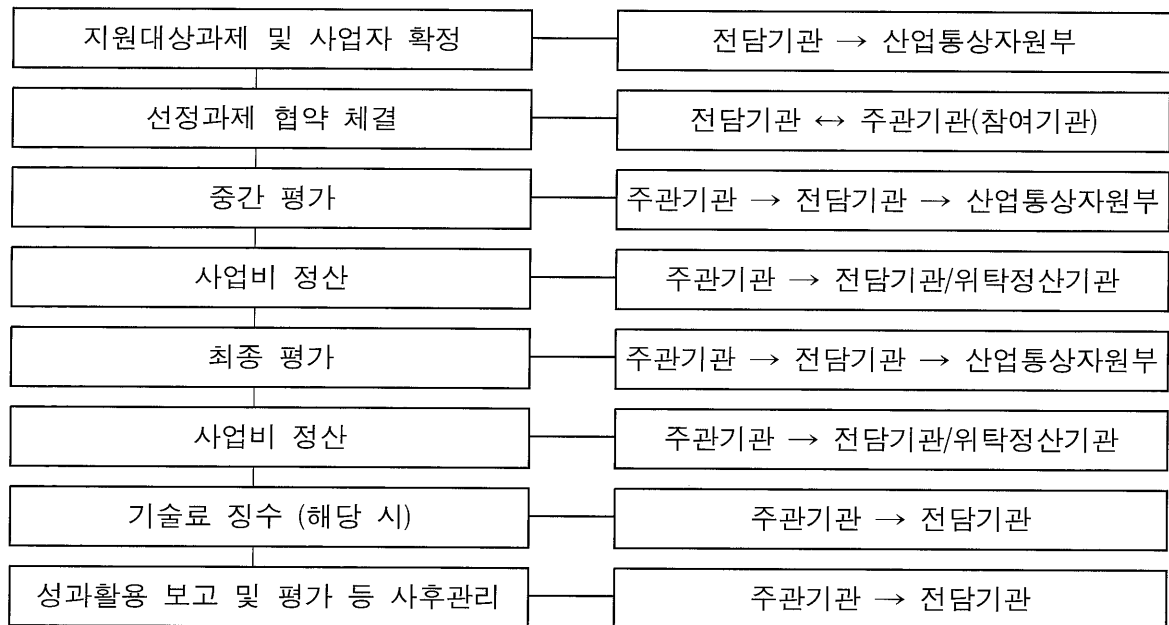 지원대상과제 및 사업자 확정
전담기관 → 산업통상자원부
선정과제 협약 체결
전담기관 ↔ 주관기관(참여기관)
중간 평가
주관기관 → 전담기관 → 산업통상자원부
사업비 정산
주관기관 → 전담기관/위탁정산기관
최종 평가
주관기관 → 전담기관 → 산업통상자원부
사업비 정산
주관기관 → 전담기관/위탁정산기관
기술료 징수 (해당 시)
주관기관 → 전담기관
성과활용 보고 및 평가 등 사후관리
주관기관 → 전담기관